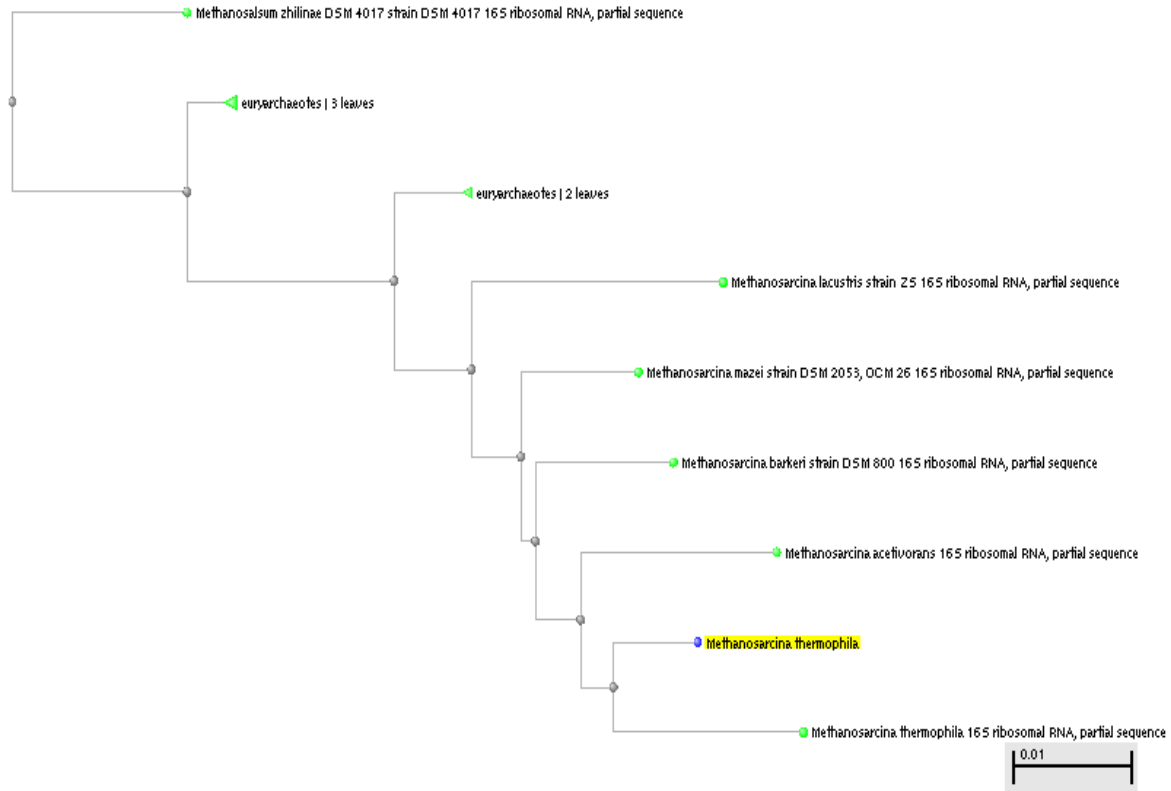 Methanosalsum zhilinae DSM 4017 strain DSM 4017 16S ribosomal RNA, partial sequence
euryarchaeotes | 3 leaves
euryarchaeotes | 2 leaves
Methanosarcina lacustris strain ZS 16S ribosomal RNA, partial sequence
Methanosarcina mazei strain DSM 2053, OCM 26 16S ribosomal RNA, partial sequence
Methanosarcina barkeri strain DSM 800 16S ribosomal RNA, partial sequence
Methanosarcina acetivorans 16S ribosomal RNA, partial sequence
Methanosarcina thermophila
Methanosarcina thermophila 16S ribosomal RNA, partial sequence
0.01